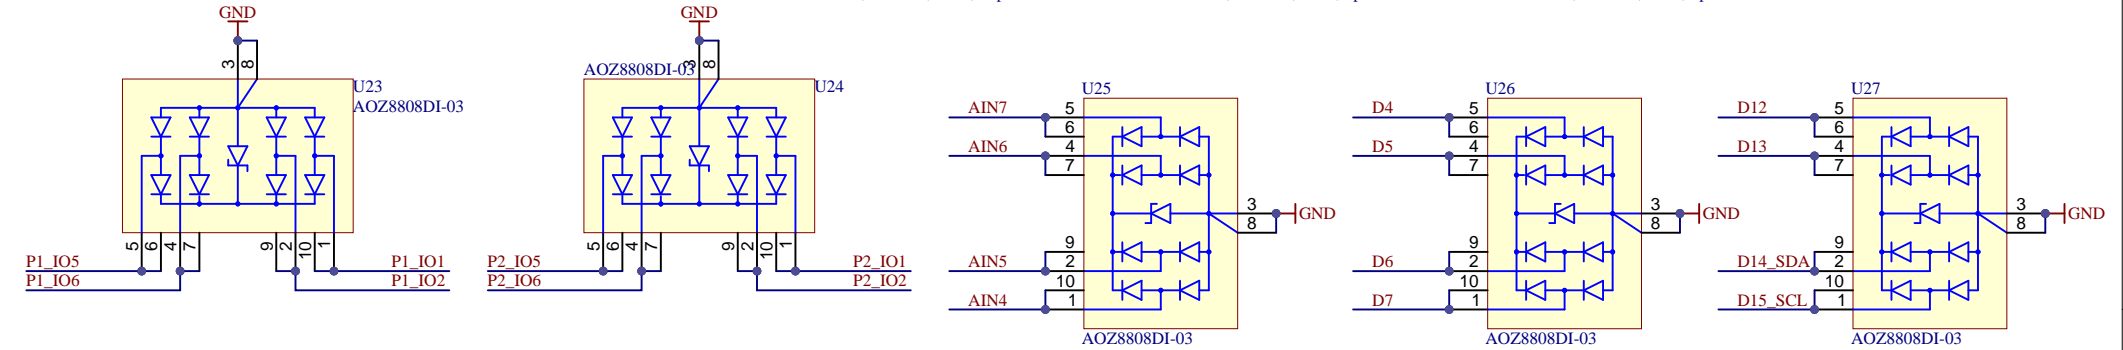 GND
3
8
U23
AOZ8808DI-03
5
6
4
7
9
2
10
1
P1_IO5
P1_IO6
P1_IO1
P1_IO2
GND
3
8
AOZ8808DI-03
U24
5
6
4
7
9
2
10
1
P2_IO5
P2_IO6
P2_IO1
P2_IO2
U25
AIN7
5
6
AIN6
4
7
3
GND
8
9
AIN5
2
10
AIN4
1
AOZ8808DI-03
U26
D4
5
6
D5
4
7
3
GND
8
9
D6
2
10
D7
1
AOZ8808DI-03
U27
D12
5
6
D13
4
7
3
GND
8
9
D14_SDA
2
10
D15_SCL
1
AOZ8808DI-03